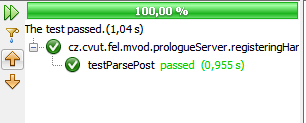 100,00 %
The test passed.(1,04 s)
cz.cvut.fel.mvod.prologueServer.registeringHar
testParsePost passed (0,955 s)